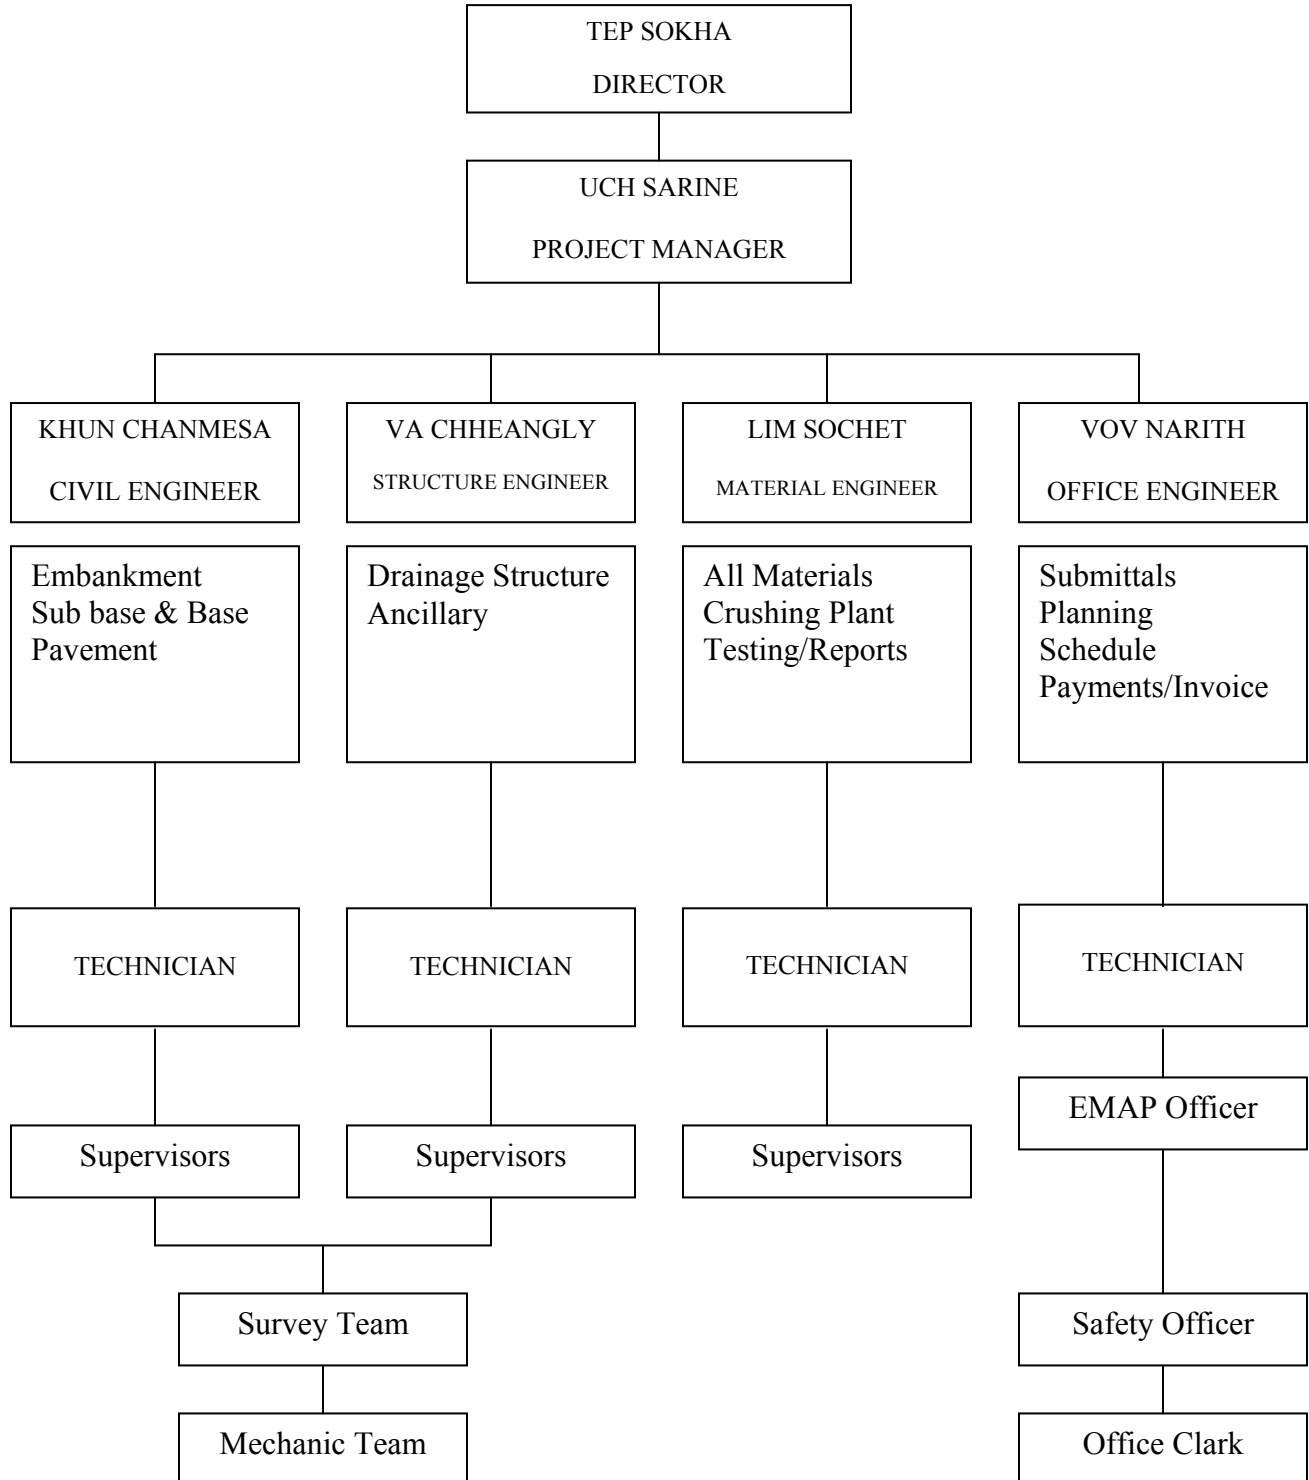 TEP SOKHA
DIRECTOR
UCH SARINE
PROJECT MANAGER
KHUN CHANMESA
CIVIL ENGINEER
VA CHHEANGLY
STRUCTURE ENGINEER
LIM SOCHET
MATERIAL ENGINEER
VOV NARITH
OFFICE ENGINEER
Embankment
Sub base & Base
Pavement
Drainage Structure
Ancillary
All Materials
Crushing Plant
Testing/Reports
Submittals
Planning
Schedule
Payments/Invoice
TECHNICIAN
TECHNICIAN
TECHNICIAN
TECHNICIAN
EMAP Officer
Supervisors
Supervisors
Supervisors
Survey Team
Safety Officer
Mechanic Team
Office Clark